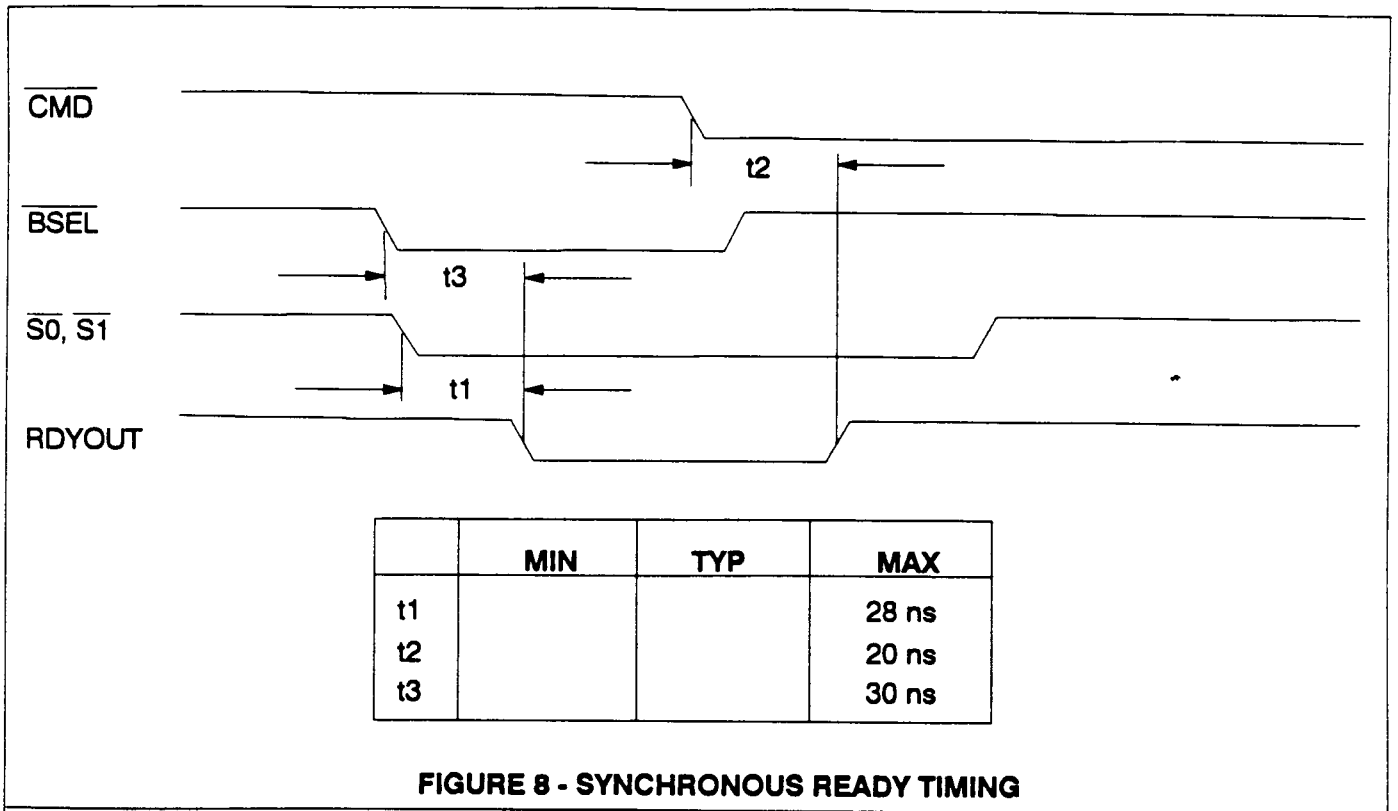 CMD
t2
BSEL
t3
S0, S1
t1
RDYOUT
MIN TYP MAX
t1 28 ns
t2 20 ns
t3 30 ns
FIGURE 8 - SYNCHRONOUS READY TIMING